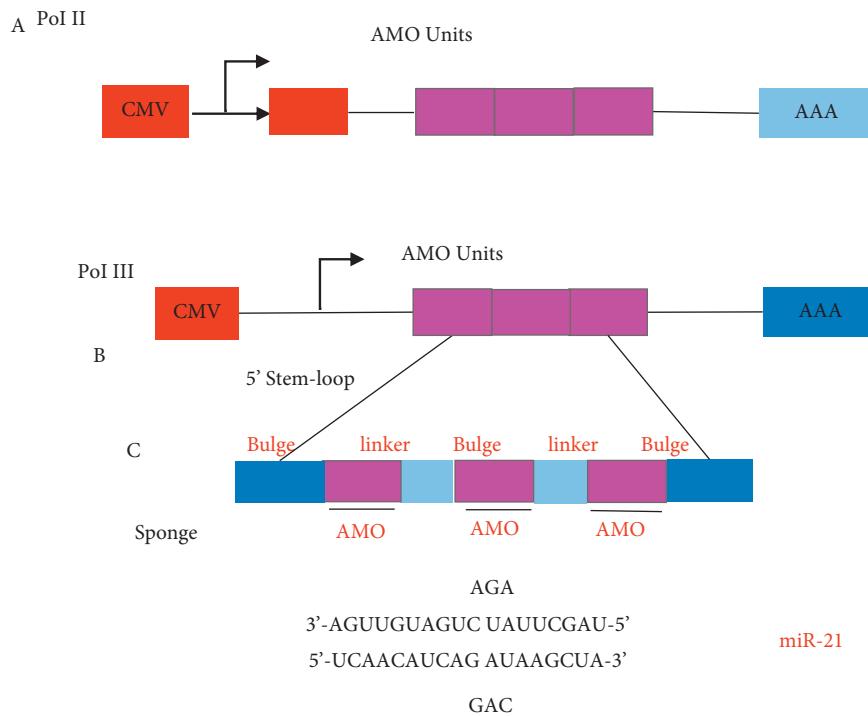 A PoI II
AMO Units
CMV
AAA
AMO Units
PoI III
CMV
AAA
B
5' Stem-loop
Bulge linker Bulge linker Bulge
C
Sponge
AMO AMO AMO
AGA
3'-AGUUGUAGUC UAUUCGAU-5'
miR-21
5'-UCAACAUCAG AUAAGCUA-3'
GAC